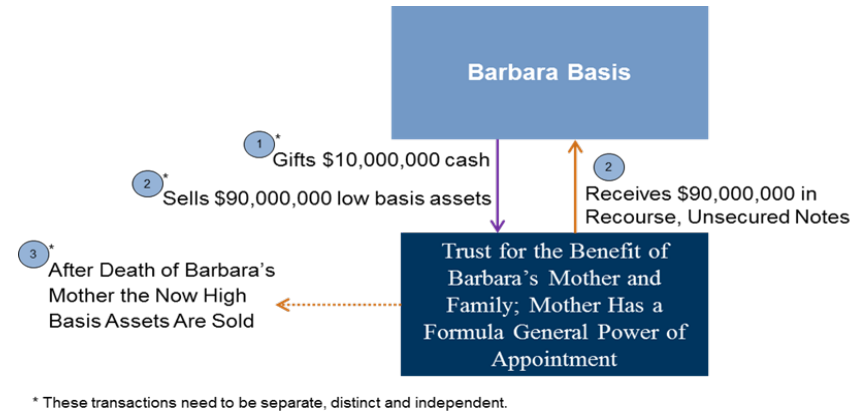 Barbara Basis
1 *
Gifts $10,000,000 cash
2 *
Sells $90,000,000 low basis assets
2
Receives $90,000,000 in
Recourse, Unsecured Notes
3 *
After Death of Barbara's
Mother the Now High
Basis Assets Are Sold
Trust for the Benefit of
Barbara's Mother and
Family; Mother Has a
Formula General Power of
Appointment
* These transactions need to be separate, distinct and independent.